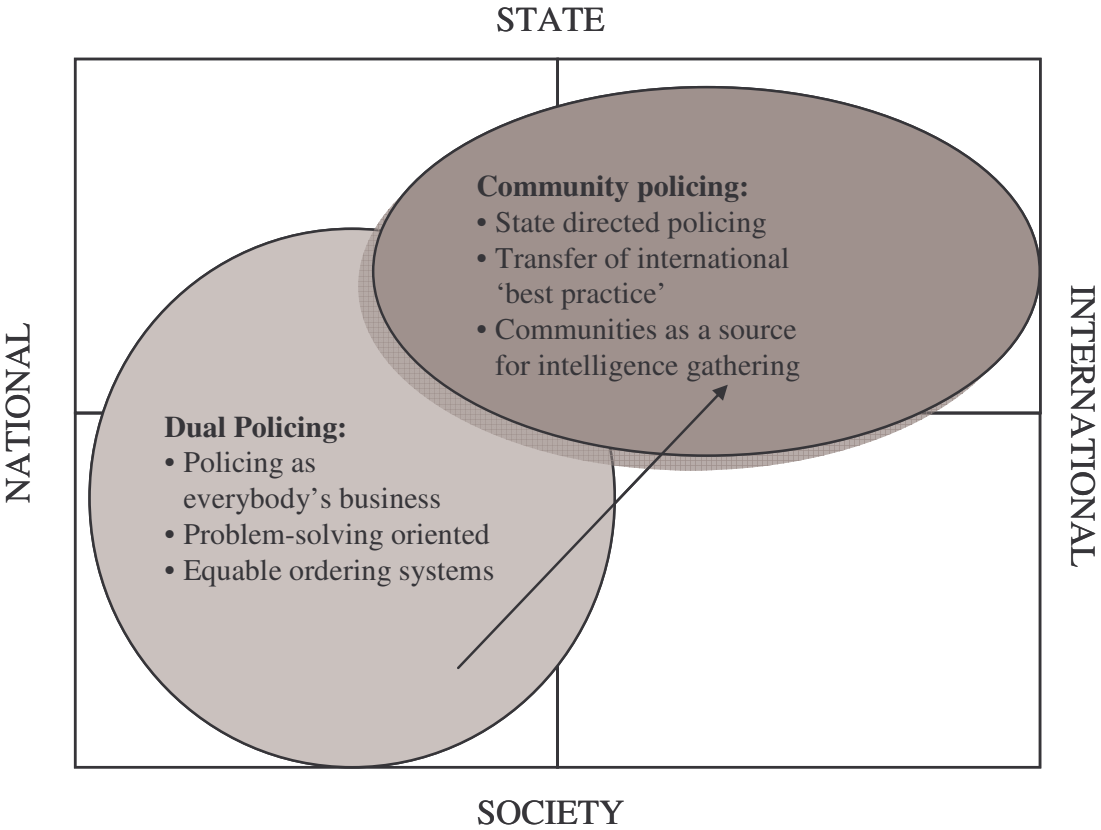 STATE
NATIONAL
INTERNATIONAL
Community policing:
• State directed policing
• Transfer of international
‘best practice’
• Communities as a source
for intelligence gathering
Dual Policing:
• Policing as
everybody’s business
• Problem-solving oriented
• Equable ordering systems
SOCIETY